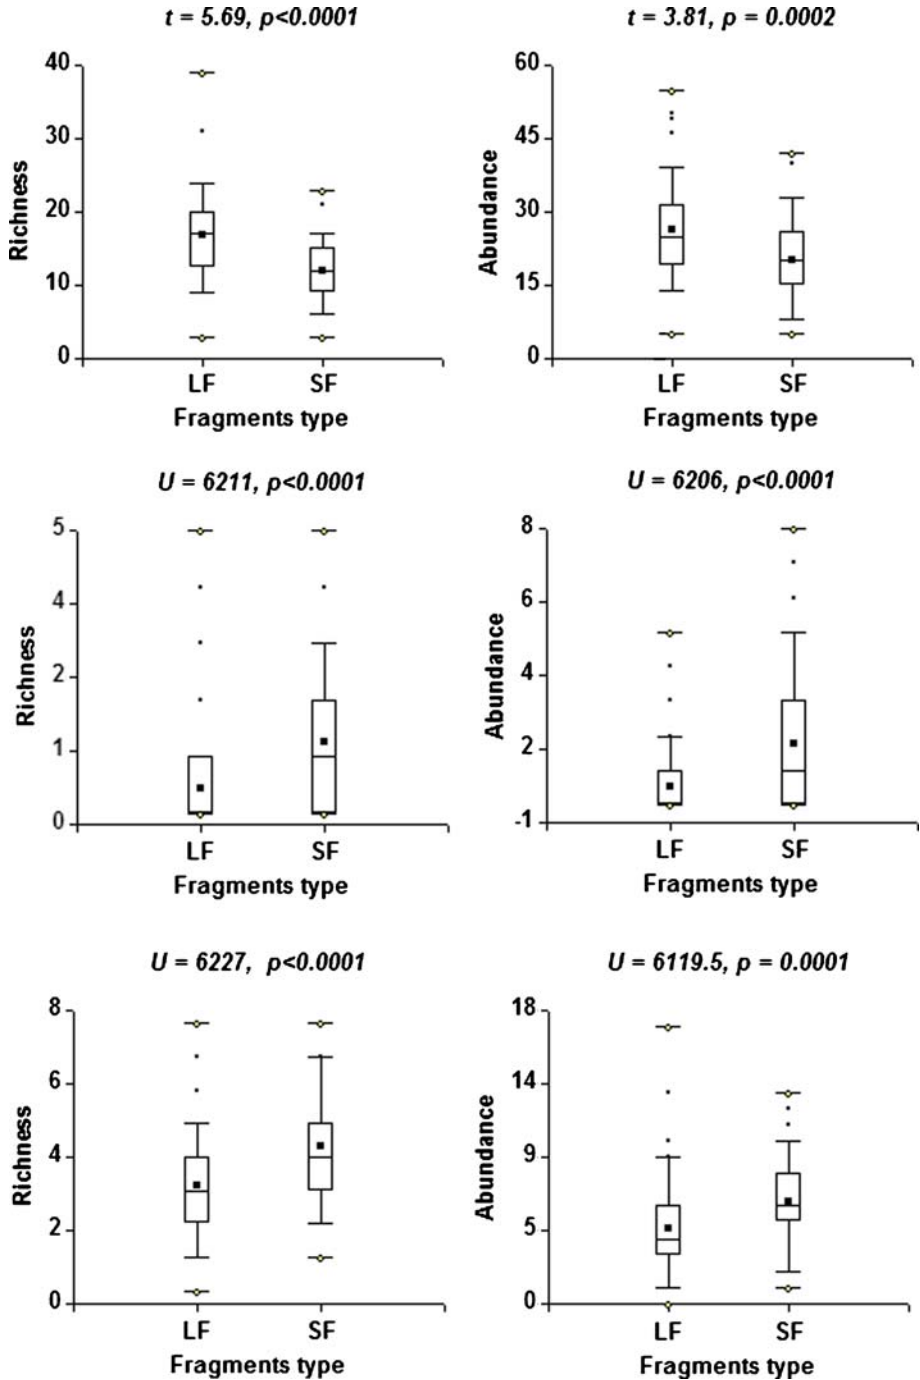 t = 5.69, p<0.0001
40
30
20
10
0
Richness
LF SF
Fragments type
t = 3.81, p = 0.0002
60
45
30
15
0
Abundance
LF SF
Fragments type
U = 6211, p<0.0001
5
4
2
1
0
Richness
LF SF
Fragments type
U = 6206, p<0.0001
8
6
4
2
-1
Abundance
LF SF
Fragments type
U = 6227, p<0.0001
8
6
4
2
0
Richness
LF SF
Fragments type
U = 6119.5, p = 0.0001
18
14
9
5
0
Abundance
LF SF
Fragments type